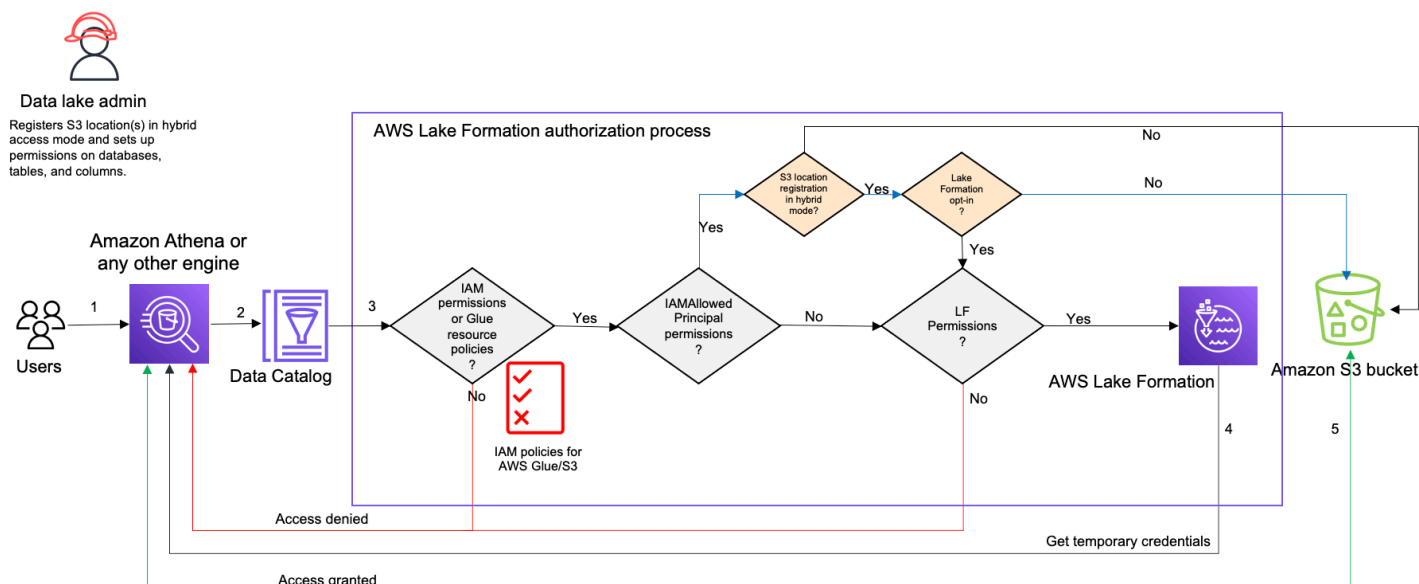 Data lake admin
Registers S3 location(s) in hybrid
access mode and sets up
permissions on databases,
tables, and columns.
AWS Lake Formation authorization process
No
S3 location
registration
in hybrid
mode?
Yes
Lake
Formation
opt-in
?
No
Yes
Yes
Amazon Athena or
any other engine
1
2
3
IAM
permissions
or Glue
resource
policies
?
Yes
IAMAllowed
Principal
permissions
?
No
LF
Permissions
?
Yes
Users
Data Catalog
AWS Lake Formation
Amazon S3 bucket
No
No
IAM policies for
AWS Glue/S3
4
5
Access denied
Get temporary credentials
Access granted